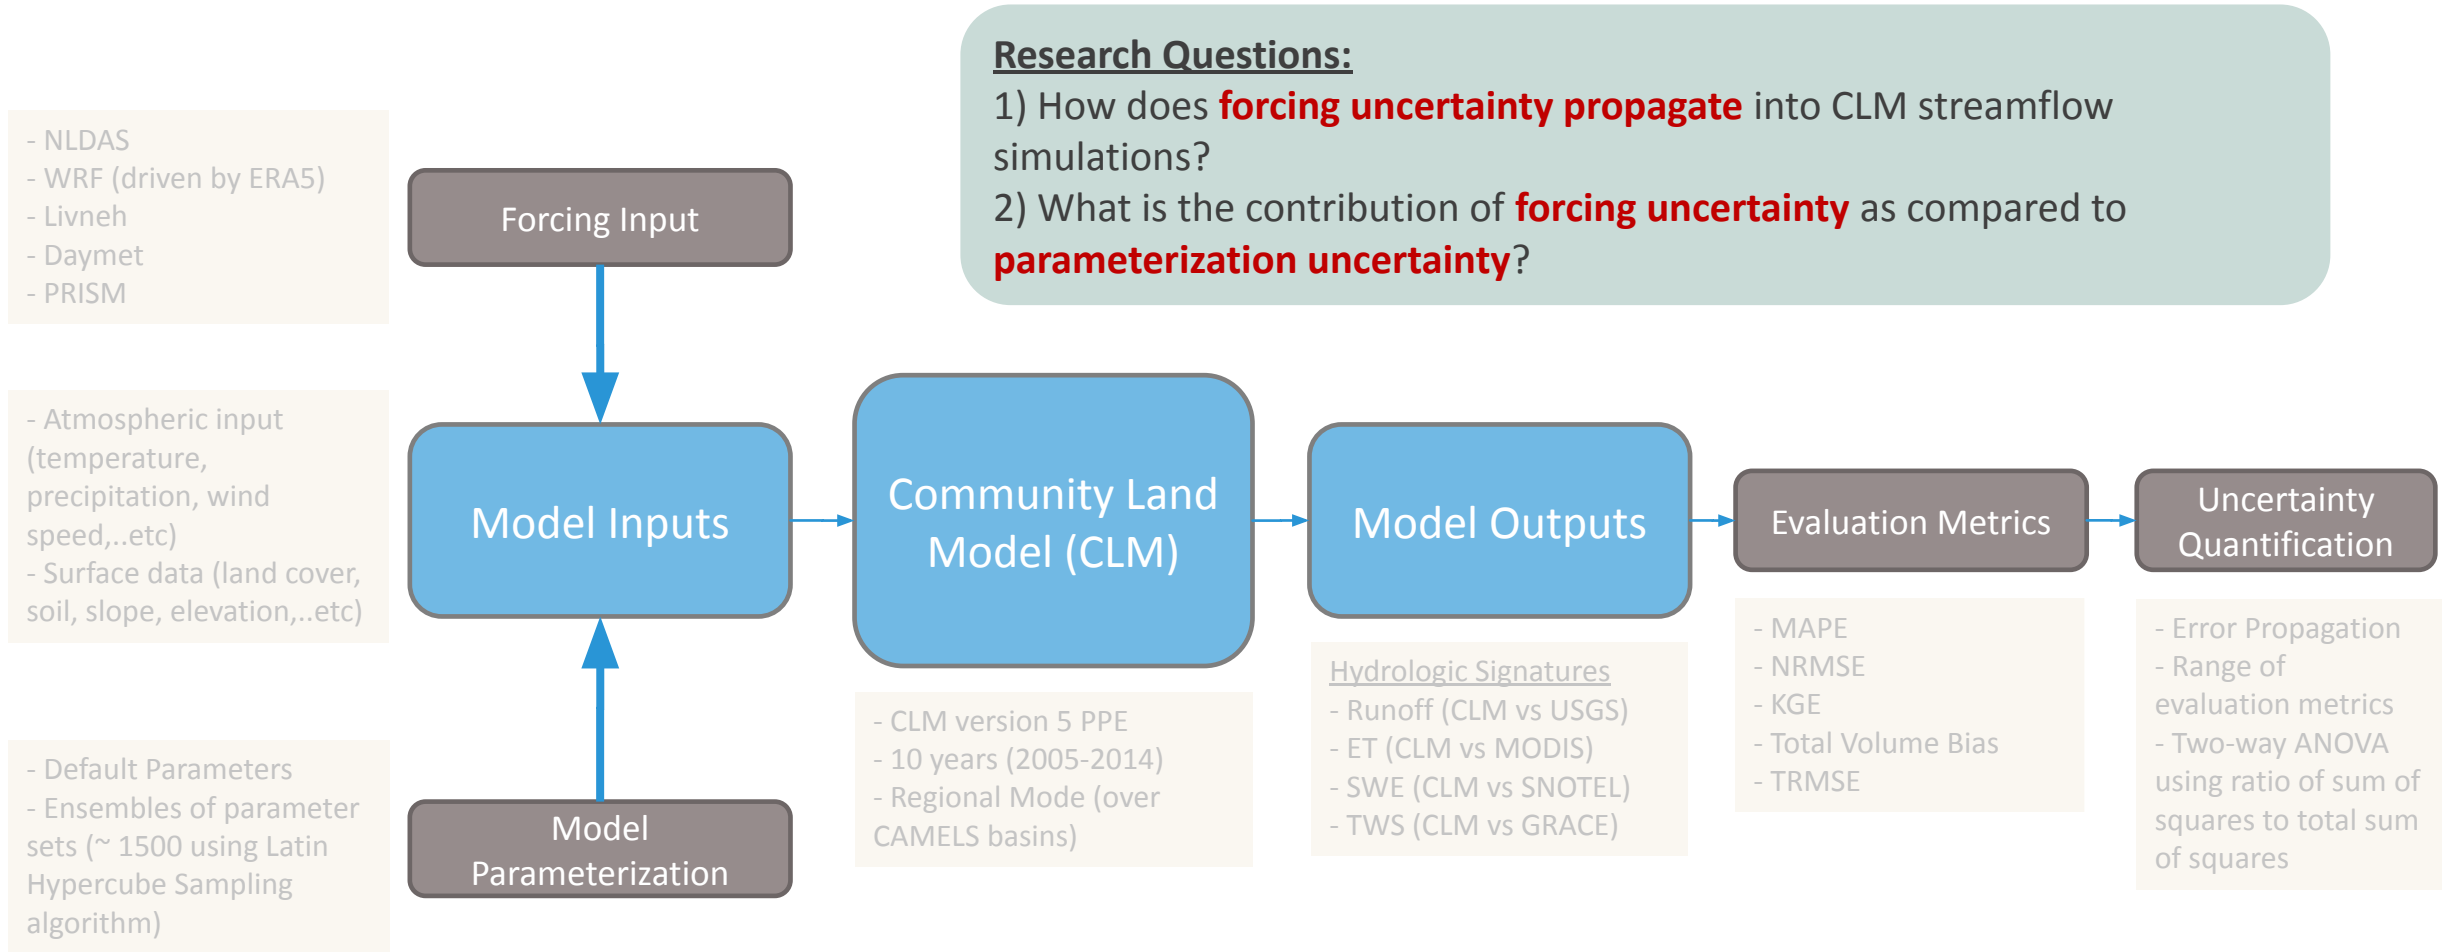 Research Questions:
1) How does forcing uncertainty propagate into CLM streamflow
simulations?
2) What is the contribution of forcing uncertainty as compared to
parameterization uncertainty?
- NLDAS
- WRF (driven by ERA5)
- Livneh
- Daymet
- PRISM
Forcing Input
- Atmospheric input
(temperature,
precipitation, wind
speed,..etc)
- Surface data (land cover,
soil, slope, elevation,..etc)
Model Inputs
Community Land
Model (CLM)
Model Outputs
Evaluation Metrics
Uncertainty
Quantification
- Default Parameters
- Ensembles of parameter
sets (~ 1500 using Latin
Hypercube Sampling
algorithm)
Model
Parameterization
- CLM version 5 PPE
- 10 years (2005-2014)
- Regional Mode (over
CAMELS basins)
Hydrologic Signatures
- Runoff (CLM vs USGS)
- ET (CLM vs MODIS)
- SWE (CLM vs SNOTEL)
- TWS (CLM vs GRACE)
- MAPE
- NRMSE
- KGE
- Total Volume Bias
- TRMSE
- Error Propagation
- Range of
evaluation metrics
- Two-way ANOVA
using ratio of sum of
squares to total sum
of squares